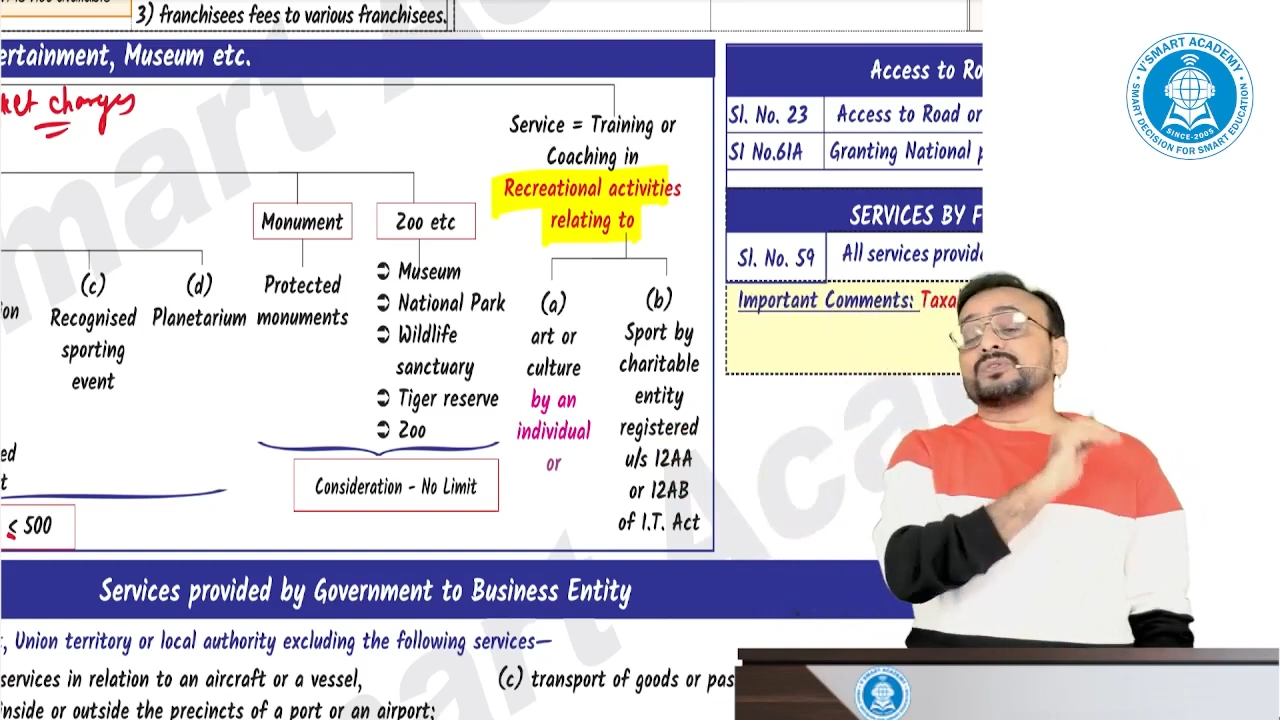 3) franchisees fees to various franchisees.
ertainment, Museum etc.
ket charges
Service = Training or
Coaching in
Recreational activities
relating to
Monument
Zoo etc
(c)
Recognised
sporting
event
(d)
Planetarium
Protected
monuments
➲ Museum
➲ National Park
➲ Wildlife
sanctuary
➲ Tiger reserve
➲ Zoo
Consideration - No Limit
(a)
art or
culture
by an
individual
or
(b)
Sport by
charitable
entity
registered
u/s 12AA
or 12AB
of I.T. Act
≤ 500
Access to Ro
Sl. No. 23 Access to Road or
Sl No.61A Granting National p
SERVICES BY F
Sl. No. 59 All services provide
Important Comments: Taxa
Services provided by Government to Business Entity
, Union territory or local authority excluding the following services—
services in relation to an aircraft or a vessel,
(c) transport of goods or pas
inside or outside the precincts of a port or an airport;
V'SMART ACADEMY
SMART DECISION FOR SMART EDUCATION
SINCE-2005